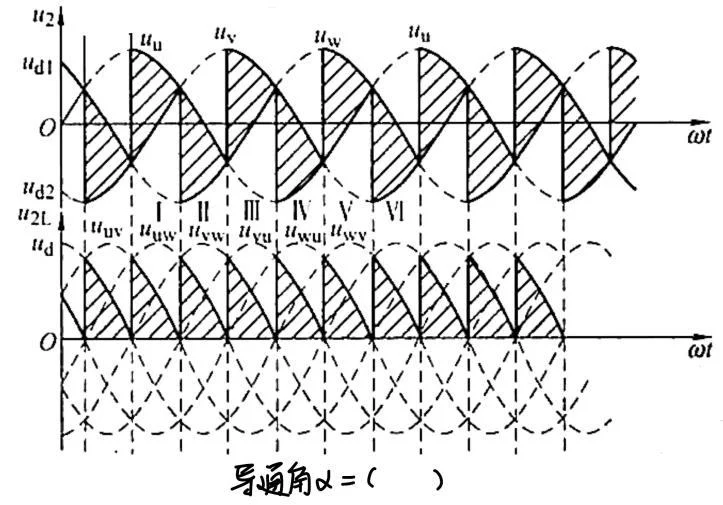 u2
uu uv uw uu
ud1
O ωt
ud2
I II III IV V VI
u2L uuv uuw uvw uvu uwu uwv
ud
O ωt
导通角α=( )